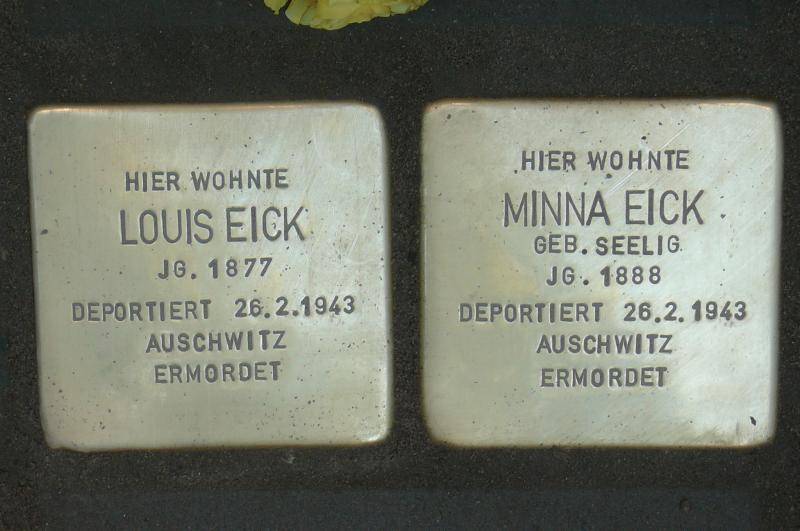 HIER WOHNTE
LOUIS EICK
JG. 1877
DEPORTIERT 26.2.1943
AUSCHWITZ
ERMORDET
HIER WOHNTE
MINNA EICK
GEB. SEELIG
JG. 1888
DEPORTIERT 26.2.1943
AUSCHWITZ
ERMORDET